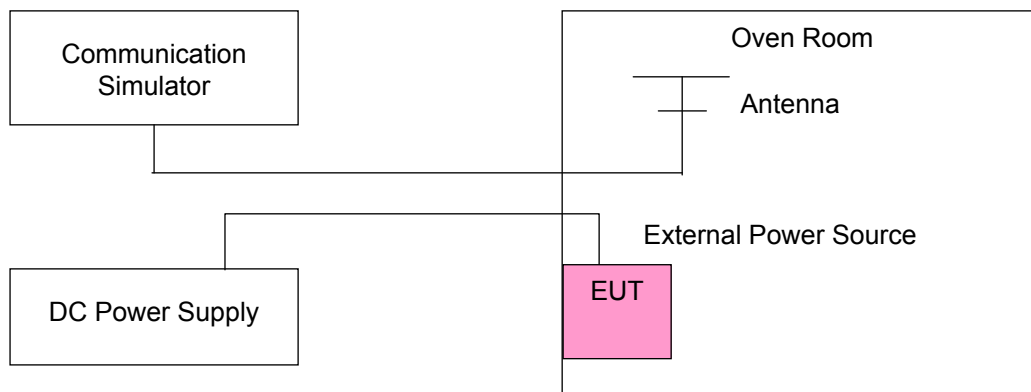 Communication
Simulator
Oven Room
Antenna
External Power Source
DC Power Supply
EUT